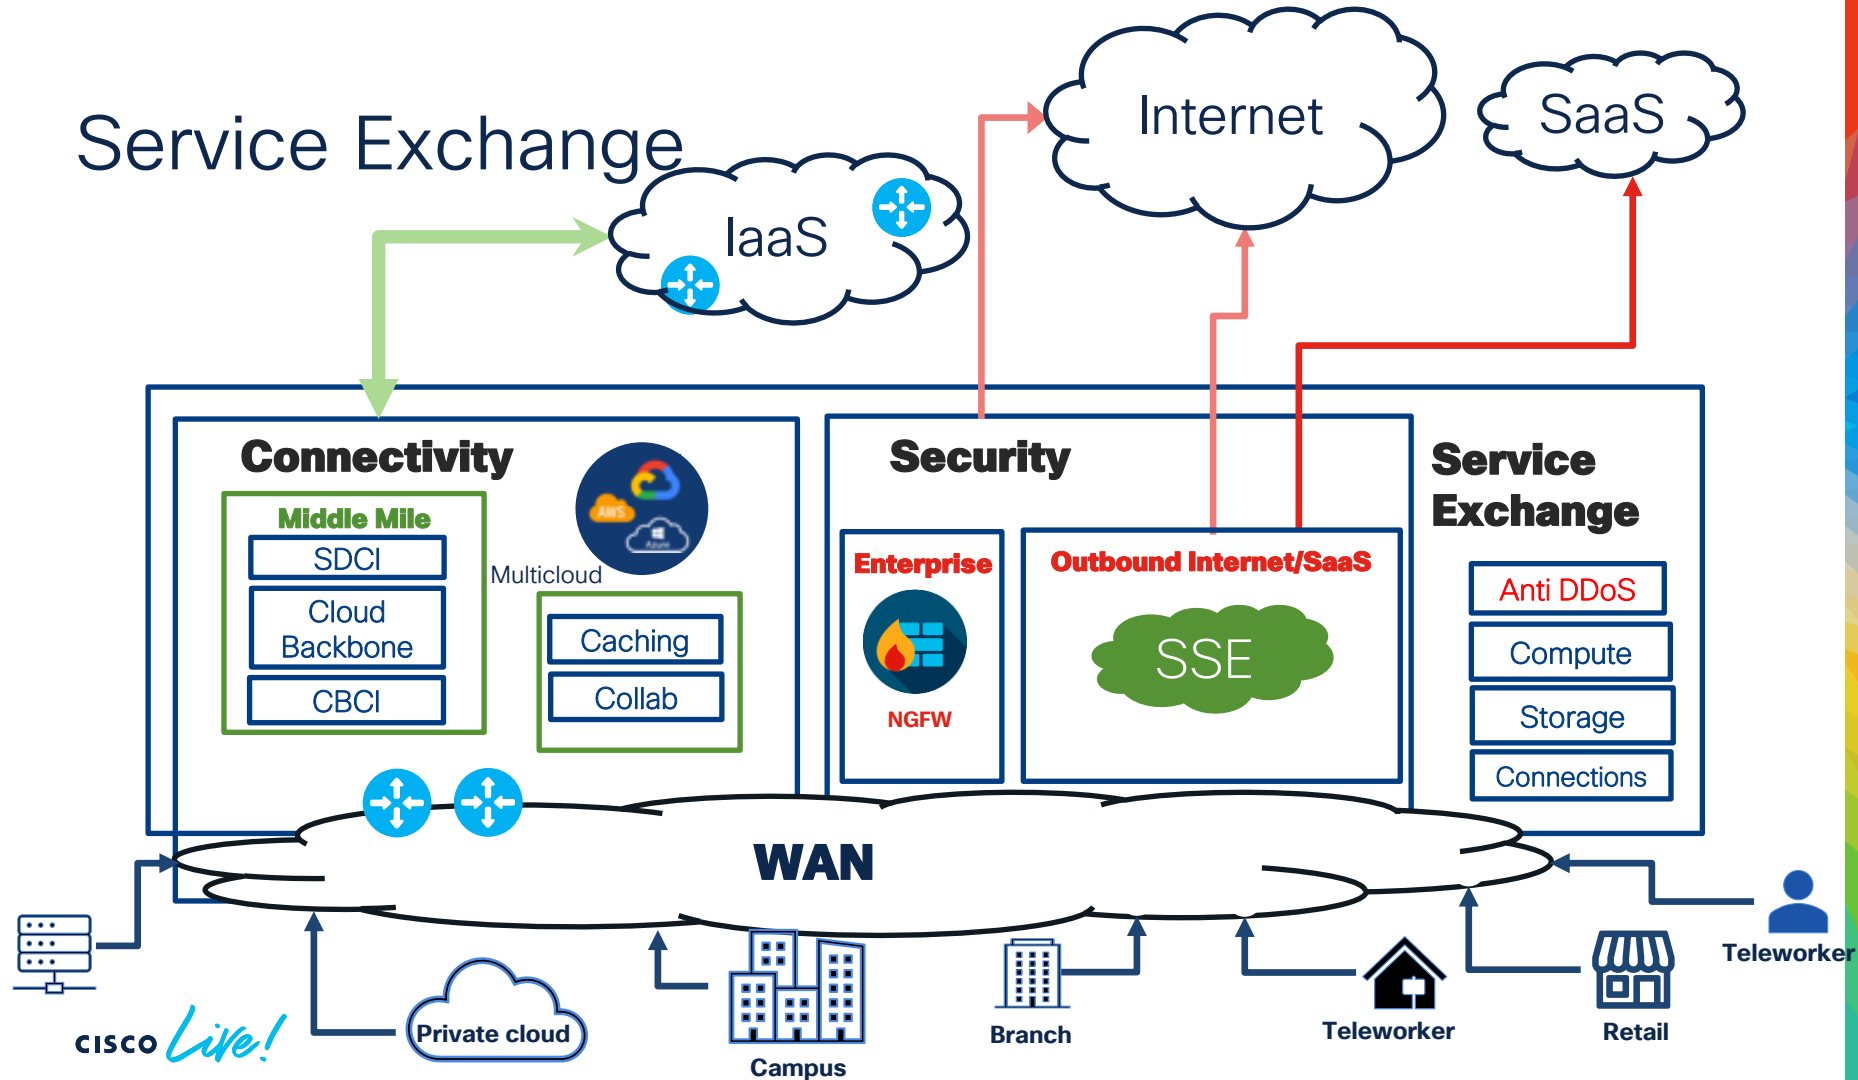 Service Exchange
IaaS
Internet
SaaS
Connectivity
Middle Mile
SDCI
Cloud
Backbone
CBCI
AWS
Azure
Multicloud
Caching
Collab
Security
Enterprise
NGFW
Outbound Internet/SaaS
SSE
Service
Exchange
Anti DDoS
Compute
Storage
Connections
WAN
Private cloud
Campus
Branch
Teleworker
Retail
Teleworker
CISCO Live!